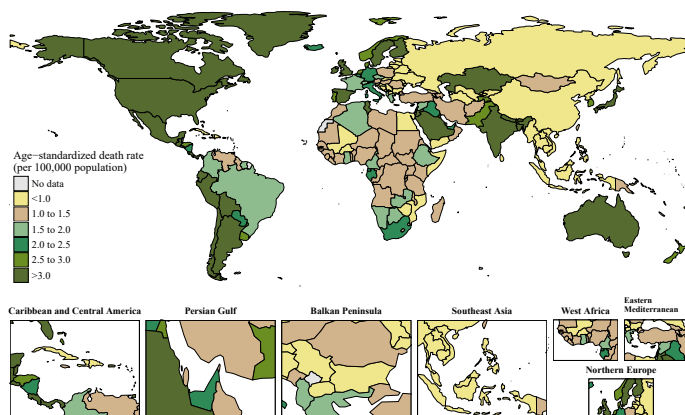 Age−standardized death rate
(per 100,000 population)
No data
<1.0
1.0 to 1.5
1.5 to 2.0
2.0 to 2.5
2.5 to 3.0
>3.0
Caribbean and Central America
Persian Gulf
Balkan Peninsula
Southeast Asia
West Africa
Eastern
Mediterranean
Northern Europe